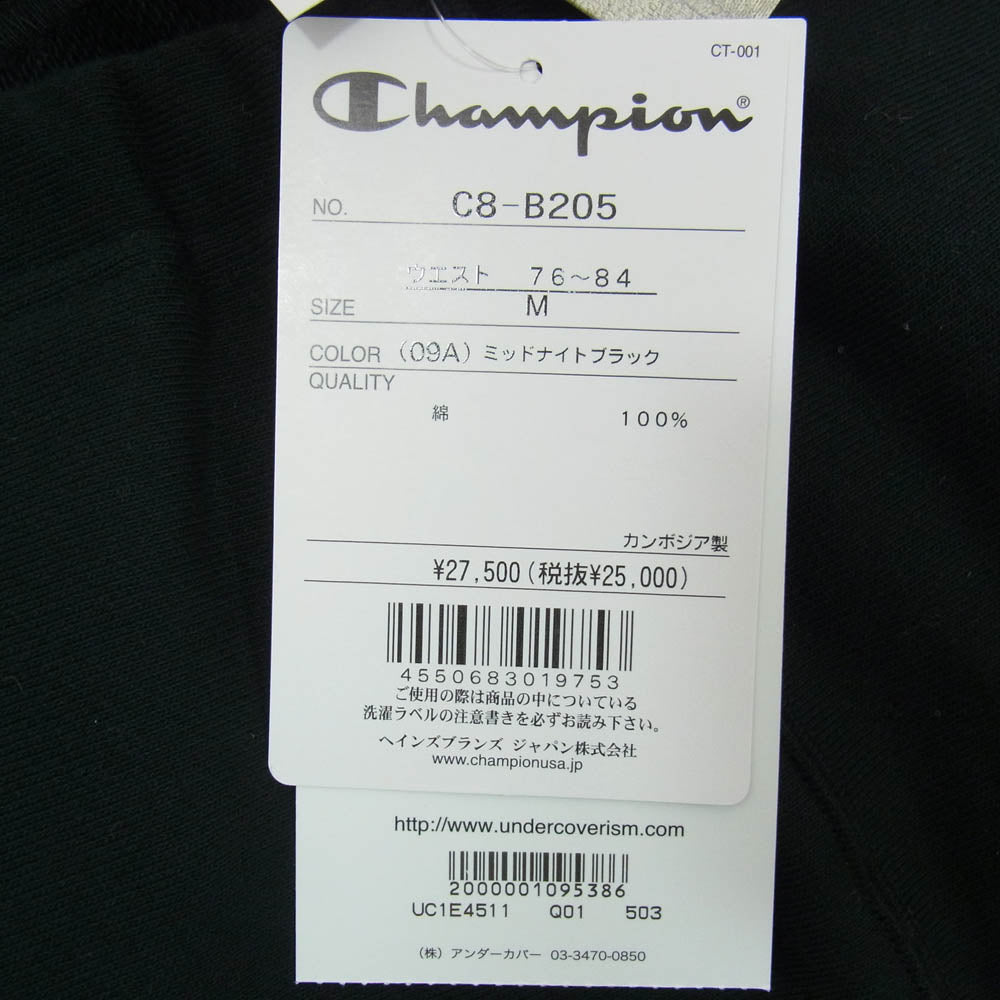 CT-001
Champion®
NO. C8-B205
ウエスト 76～84
SIZE M
COLOR (09A) ミッドナイトブラック
QUALITY
綿 100%
カンボジア製
¥27,500(税抜¥25,000)
4550683019753
ご使用の際は商品の中についている
洗濯ラベルの注意書きを必ずお読み下さい。
ヘインズブランズ ジャパン株式会社
www.championusa.jp
http://www.undercoverism.com
2000001095386
UC1E4511 Q01 503
(株) アンダーカバー 03-3470-0850